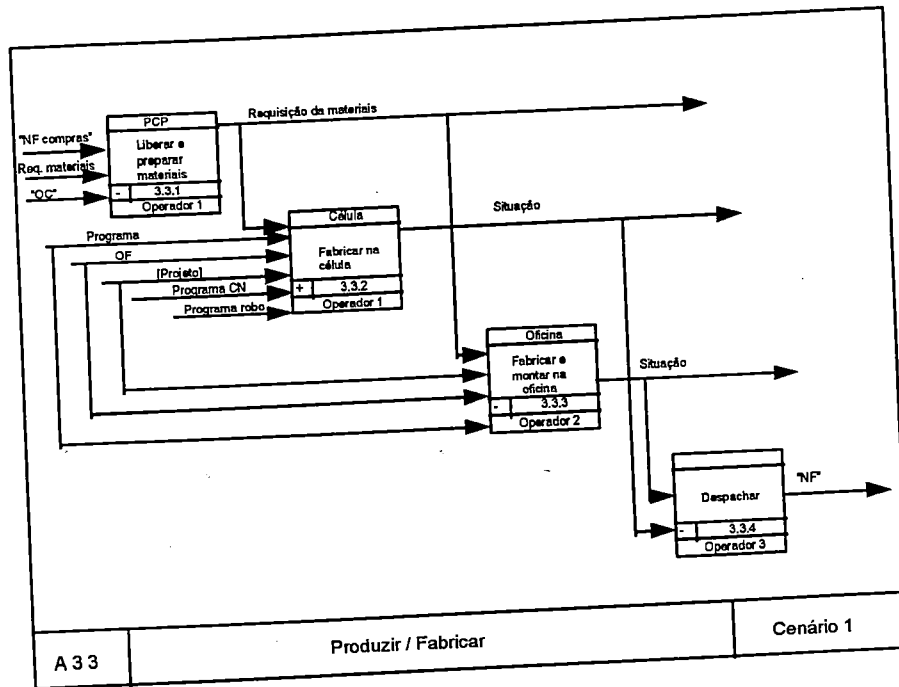 PCP
Requisição da materiais
"NF compras"
Liberar e
preparar
materiais
Req. materiais
"OC"
- 3.3.1
Operador 1
Célula
Situação
Programa
OF
Fabricar na
célula
[Projeto]
Programa CN
+ 3.3.2
Programa robo
Operador 1
Oficina
Fabricar e
montar na
oficina
Situação
- 3.3.3
Operador 2
Despachar
"NF"
- 3.3.4
Operador 3
A 3 3
Produzir / Fabricar
Cenário 1